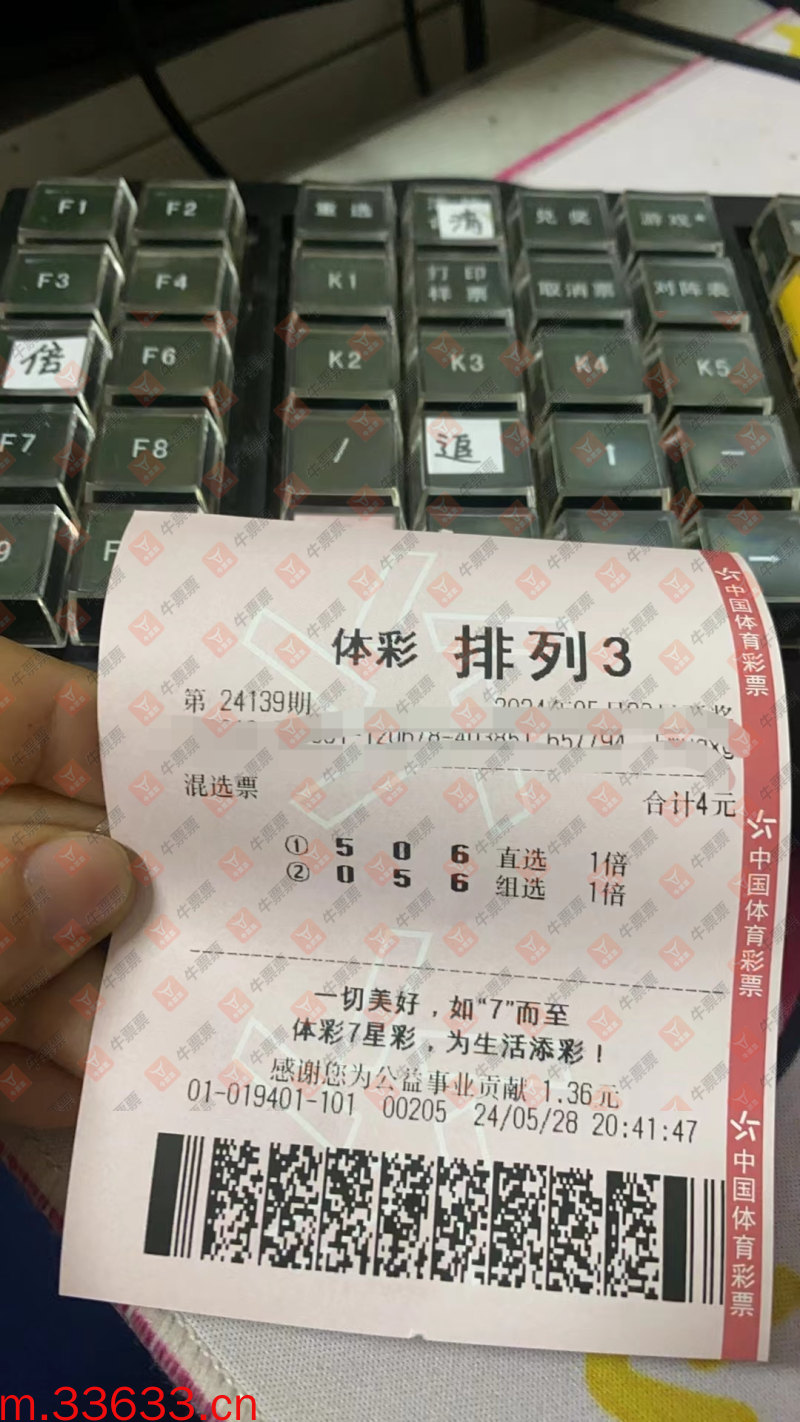 F1 F2 重选 清 兑奖 游戏*
F3 F4 K1 打印样票 取消票 对阵表
倍 F6 K2 K3 K4 K5
F7 F8 / 追 ↑ —
9 F →
体彩 排列3
第 24139期
混选票 合计4元
① 5 0 6 直选 1倍
② 0 5 6 组选 1倍
一切美好，如“7”而至
体彩7星彩，为生活添彩！
感谢您为公益事业贡献 1.36元
01-019401-101 00205 24/05/28 20:41:47
中国体育彩票
中国体育彩票
中国体育彩票
牛票票
m.33633.cn